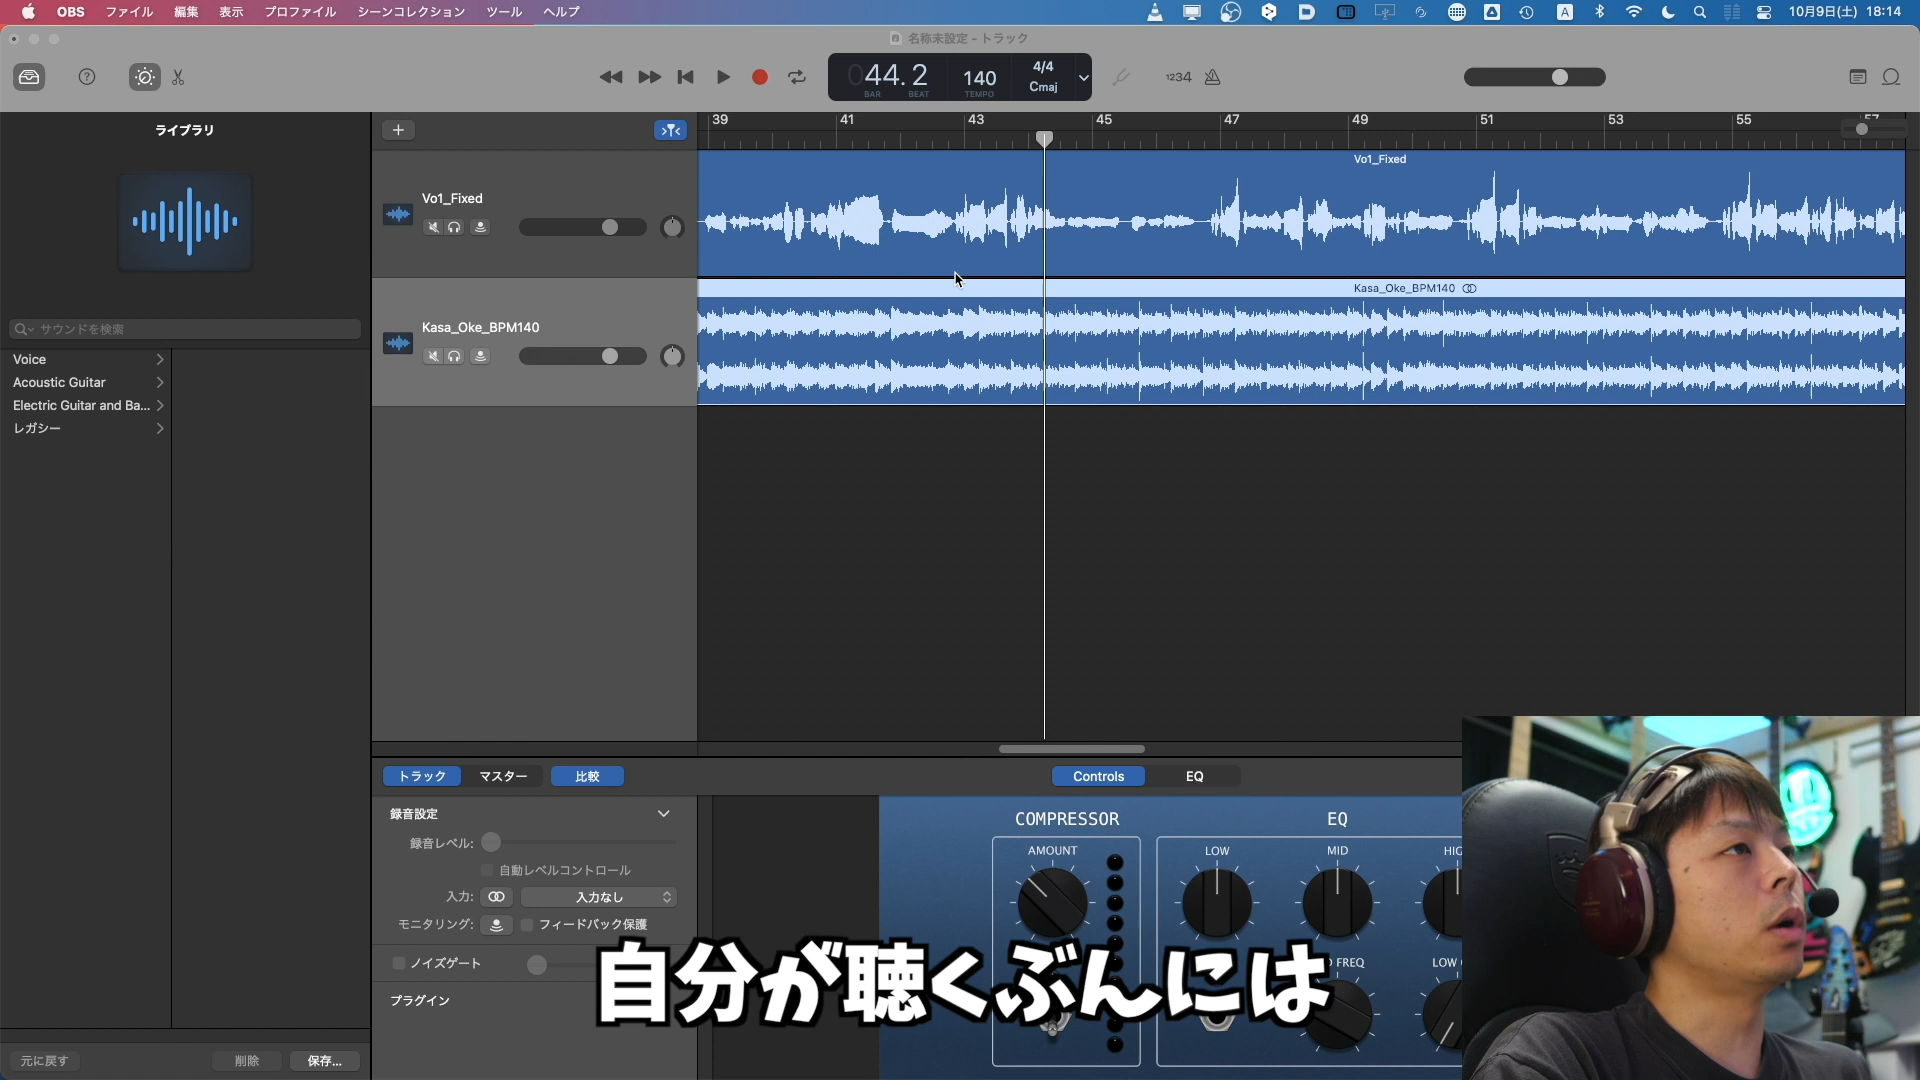 OBS ファイル 編集 表示 プロファイル シーンコレクション ツール ヘルプ
10月9日(土) 18:14
名称未設定 - トラック
044.2
BAR BEAT
140
TEMPO
4/4
Cmaj
1234
ライブラリ
サウンドを検索
Voice
Acoustic Guitar
Electric Guitar and Ba...
レガシー
元に戻す 削除 保存...
39 41 43 45 47 49 51 53 55 57
Vo1_Fixed
Vo1_Fixed
Kasa_Oke_BPM140
Kasa_Oke_BPM140
トラック マスター 比較
Controls EQ
録音設定
録音レベル:
自動レベルコントロール
入力: 入力なし
モニタリング: フィードバック保護
ノイズゲート
プラグイン
COMPRESSOR
AMOUNT
EQ
LOW MID HIG
FREQ LOW
自分が聴くぶんには